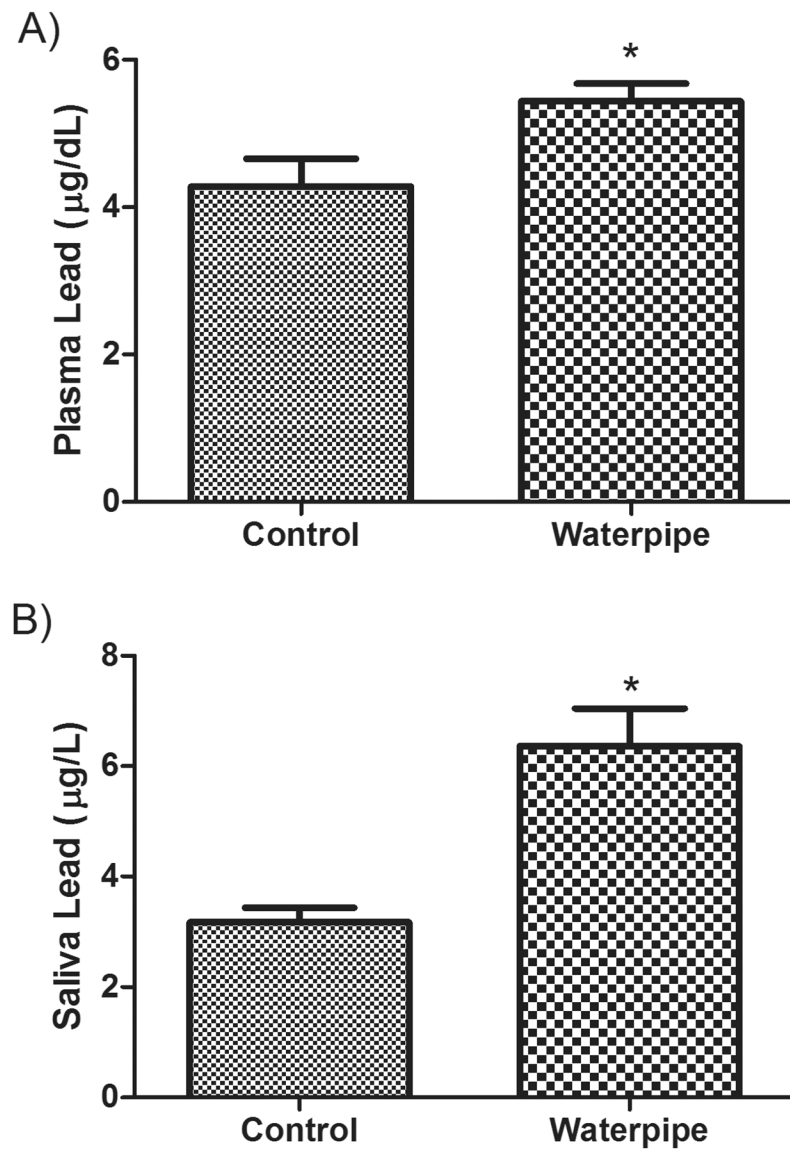 A)
Plasma Lead (μg/dL)
6
4
2
0
*
Control Waterpipe
B)
Saliva Lead (μg/L)
8
6
4
2
0
*
Control Waterpipe